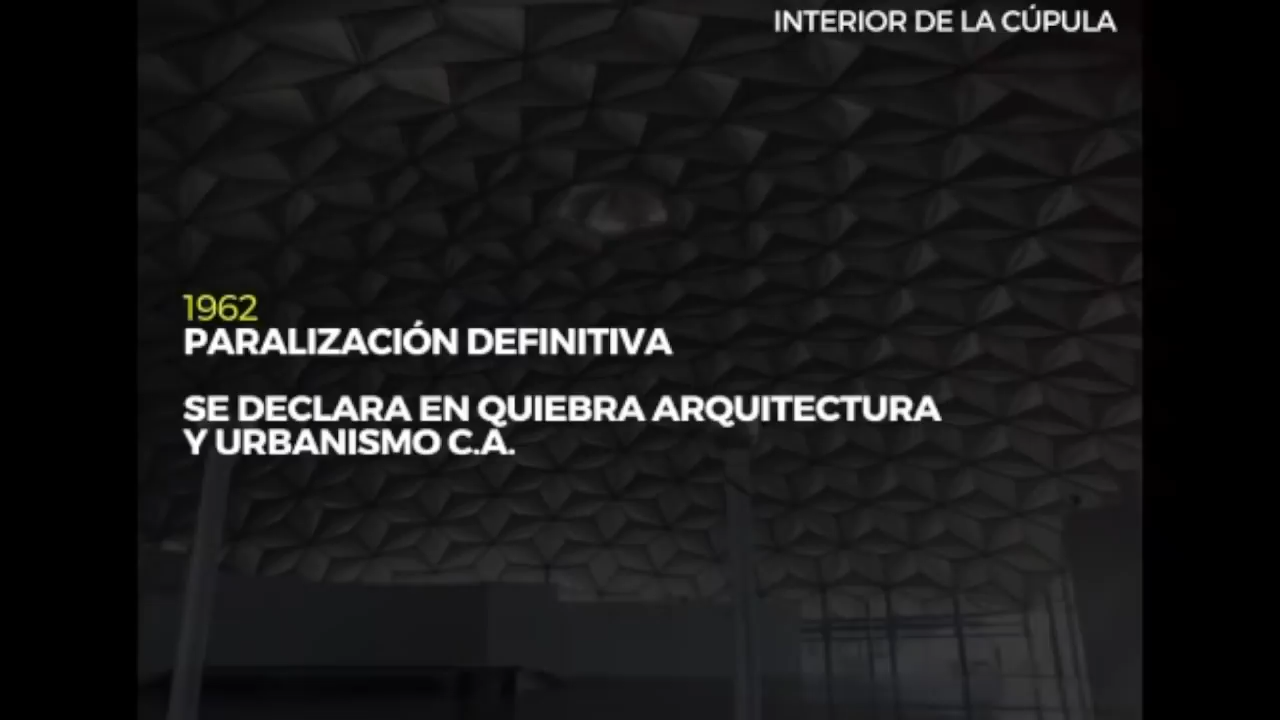 INTERIOR DE LA CÚPULA
1962
PARALIZACIÓN DEFINITIVA
SE DECLARA EN QUIEBRA ARQUITECTURA
Y URBANISMO C.A.